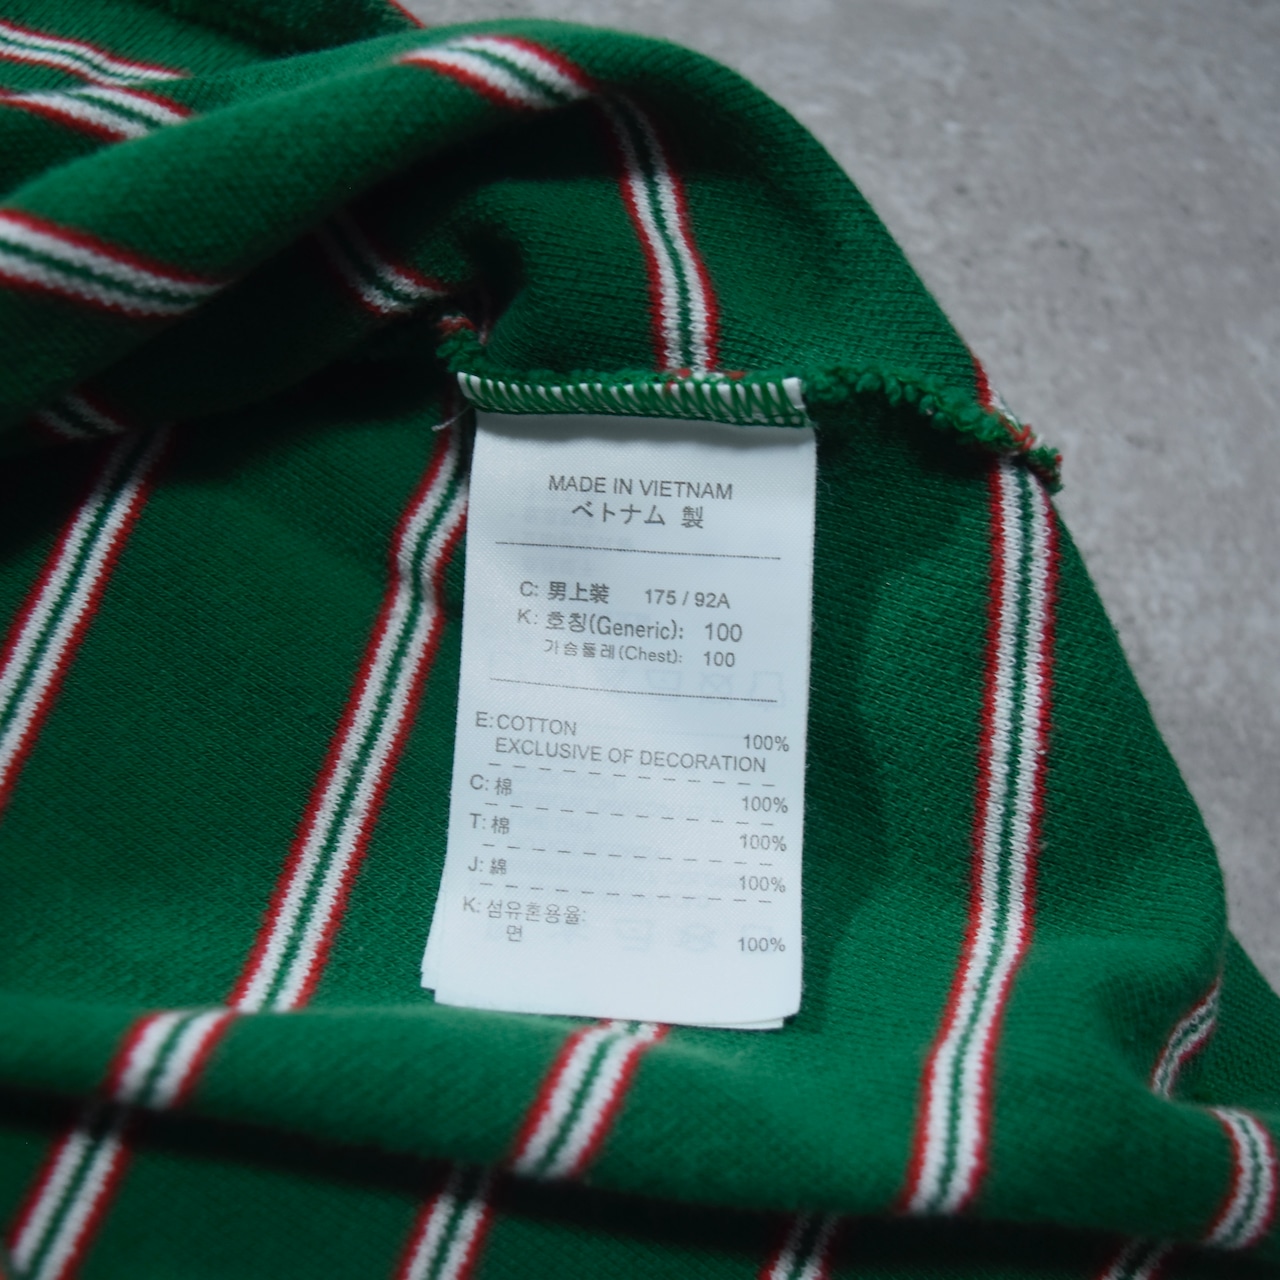 MADE IN VIETNAM
ベトナム 製
C: 男上装 175 / 92A
K: 호칭(Generic): 100
가슴둘레(Chest): 100
E: COTTON 100%
EXCLUSIVE OF DECORATION
C: 棉 100%
T: 棉 100%
J: 綿 100%
K: 섬유혼용율:
면 100%